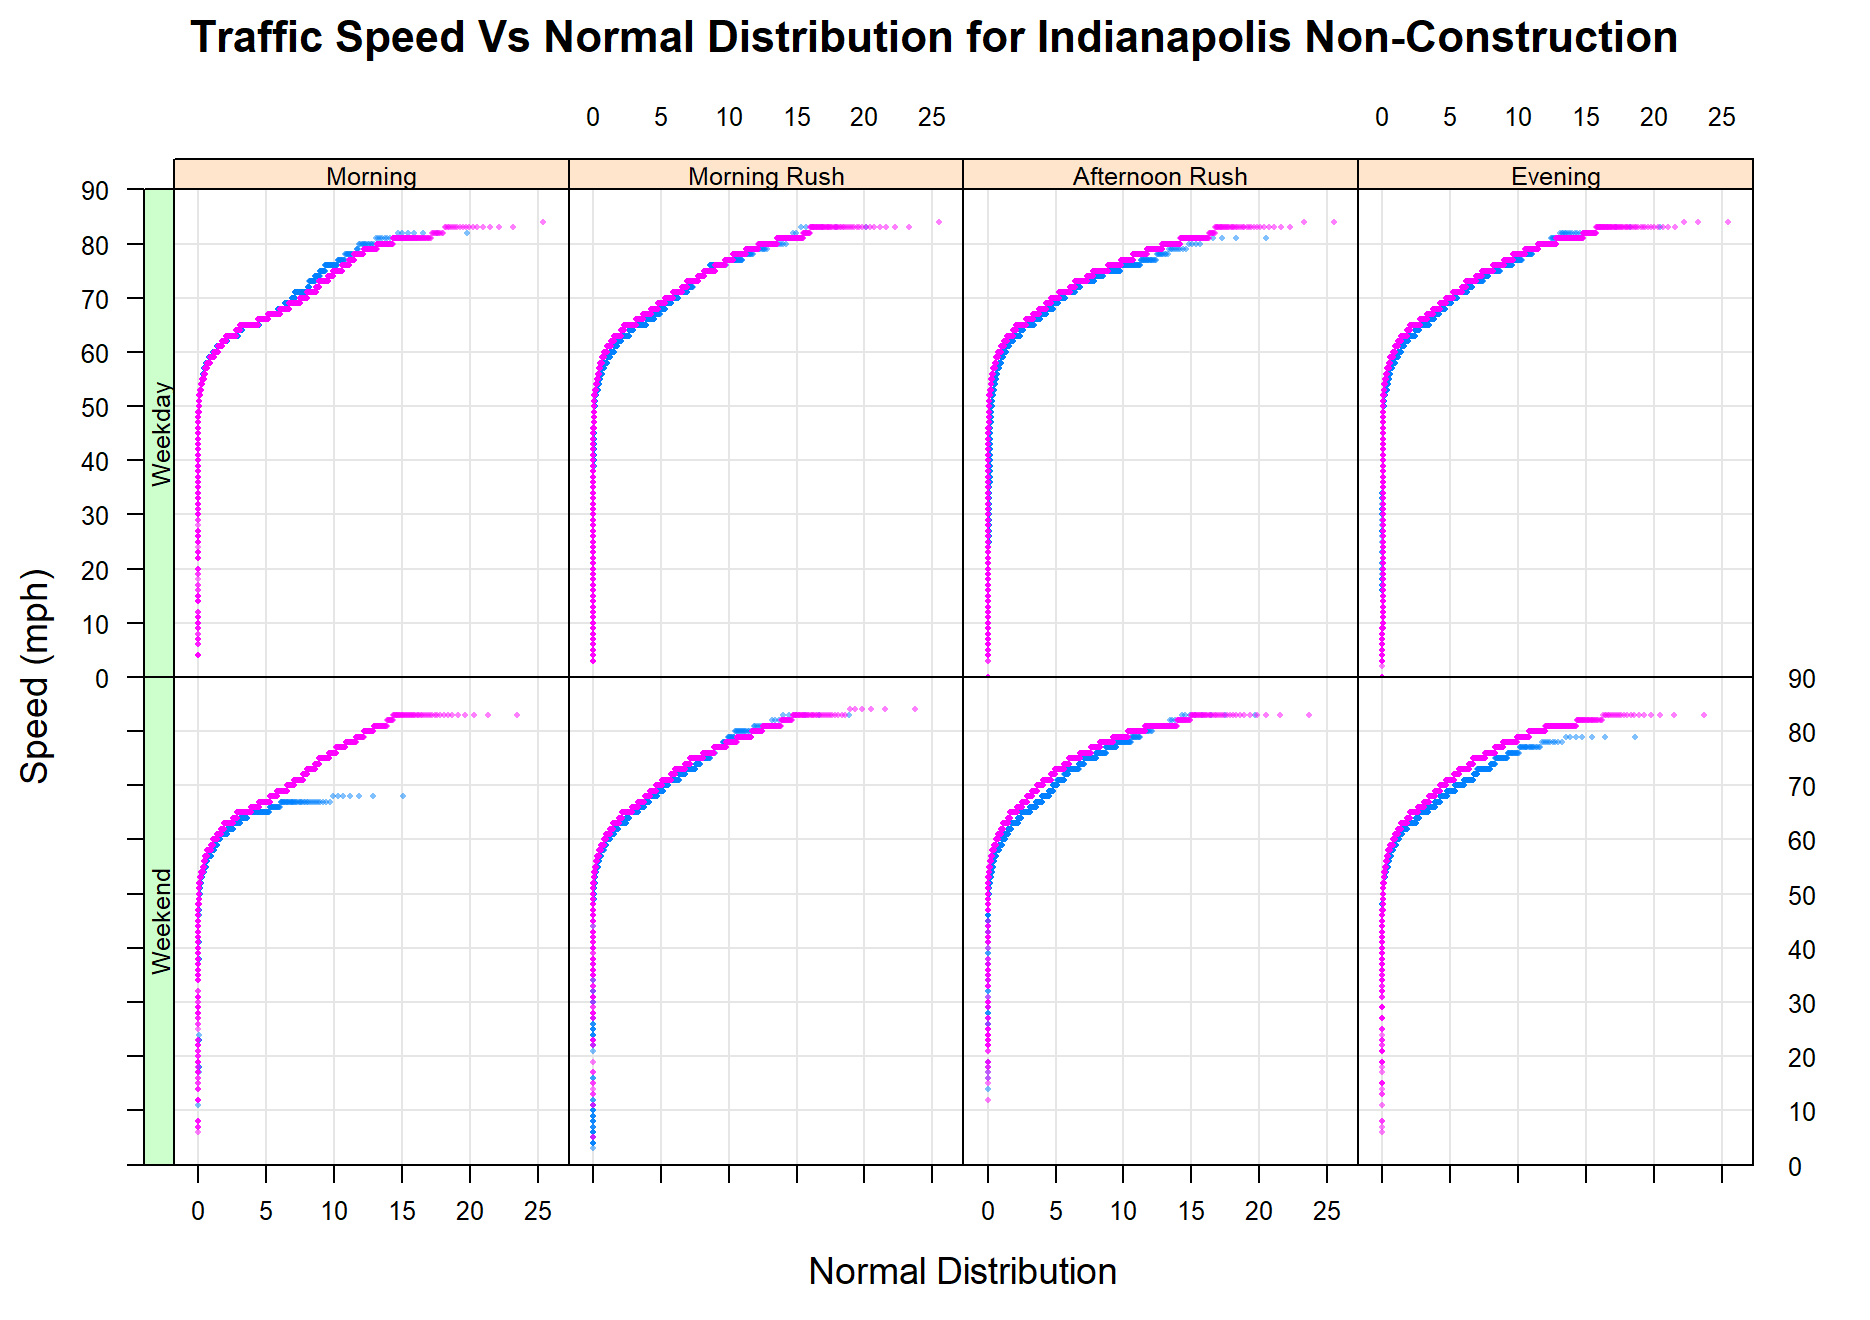 Traffic Speed Vs Normal Distribution for Indianapolis Non-Construction
0 5 10 15 20 25 0 5 10 15 20 25
Morning Morning Rush Afternoon Rush Evening
90
80
70
60
50
40
30
20
10
0
Weekday
Speed (mph)
Weekend
90
80
70
60
50
40
30
20
10
0
0 5 10 15 20 25 0 5 10 15 20 25
Normal Distribution